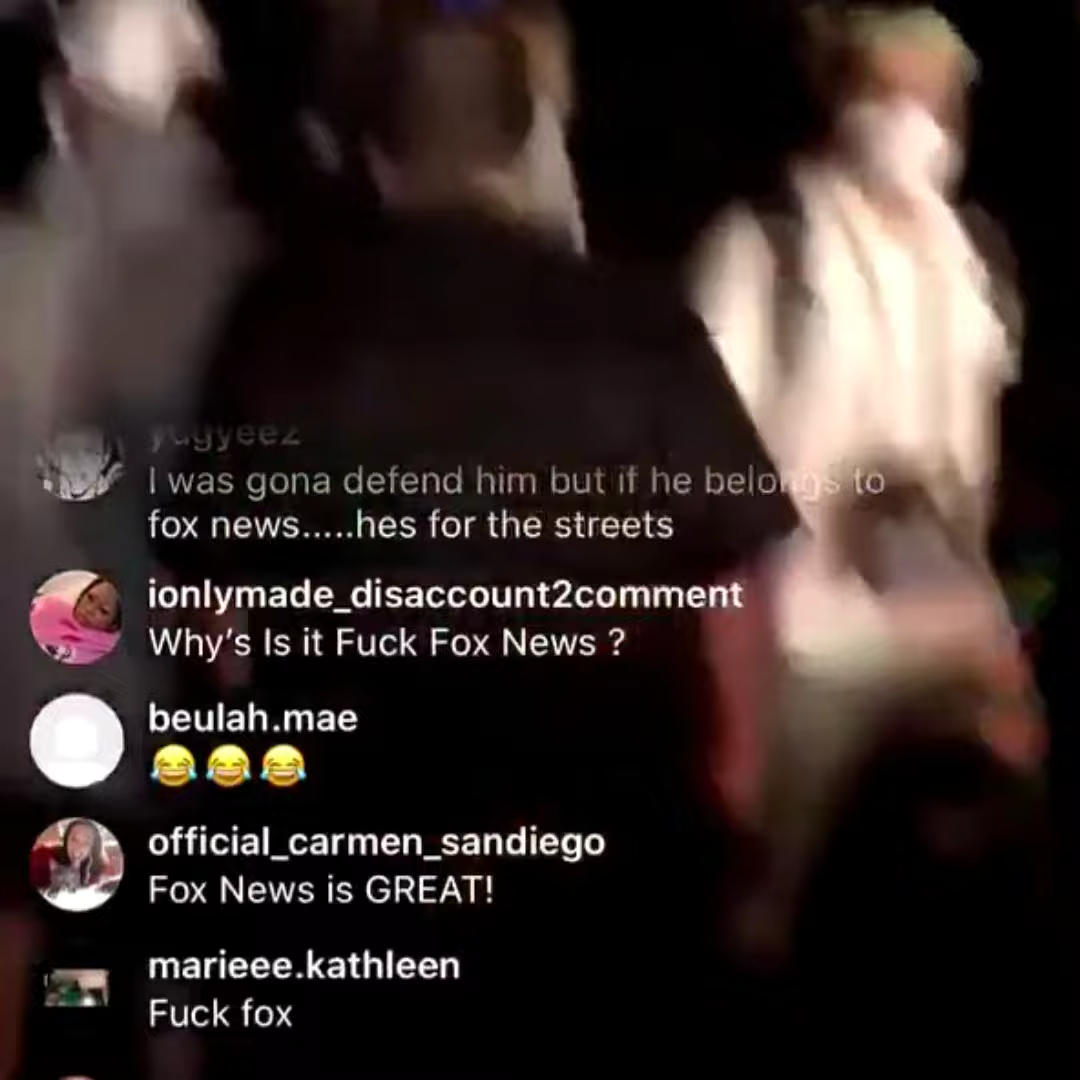 yugyee2
I was gona defend him but if he belongs to
fox news.....hes for the streets
ionlymade_disaccount2comment
Why's Is it Fuck Fox News ?
beulah.mae
😂😂😂
official_carmen_sandiego
Fox News is GREAT!
marieee.kathleen
Fuck fox